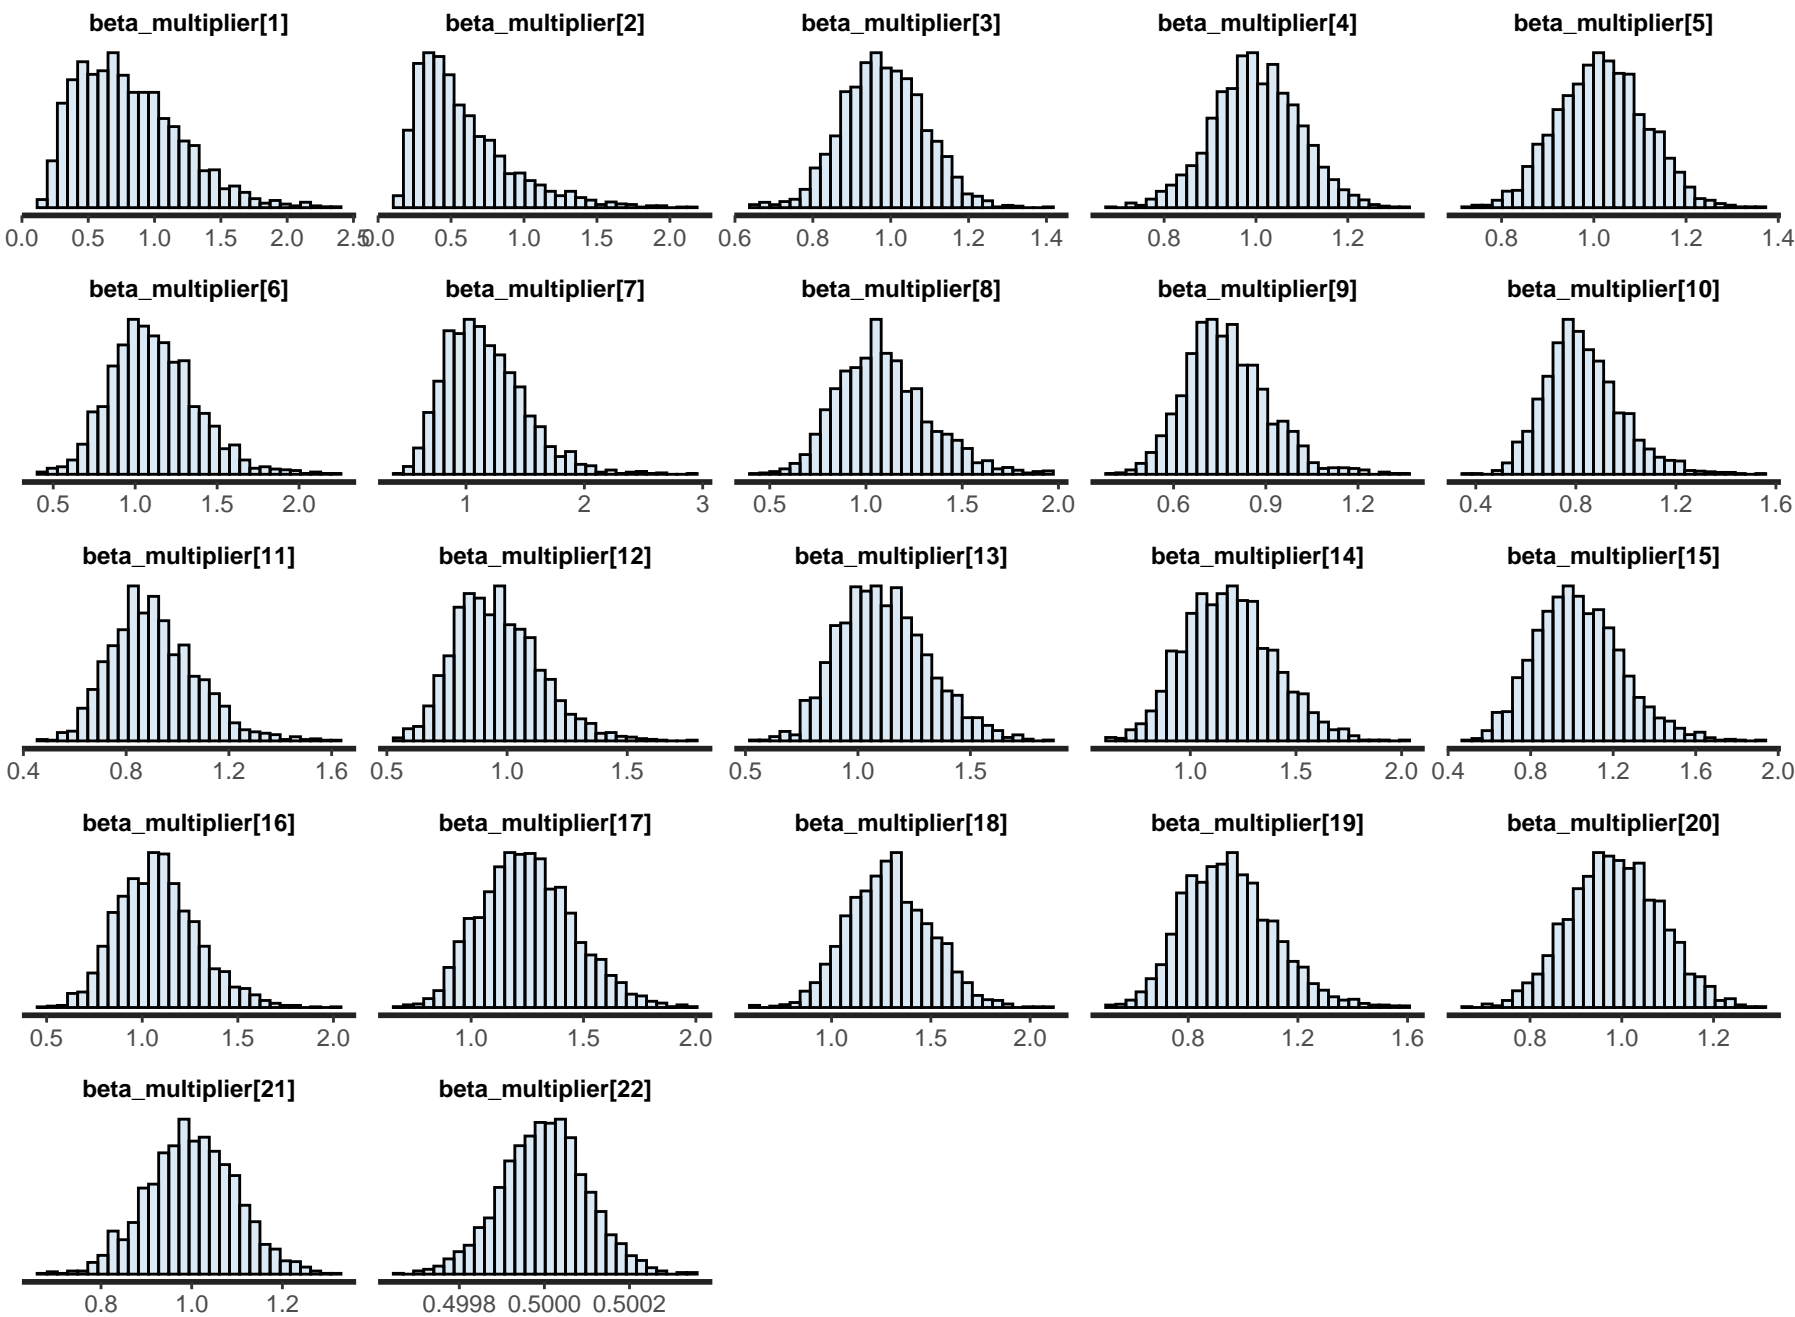 beta_multiplier[1] beta_multiplier[2] beta_multiplier[3] beta_multiplier[4] beta_multiplier[5]
0.0 0.5 1.0 1.5 2.0 2.5 0.0 0.5 1.0 1.5 2.0 0.6 0.8 1.0 1.2 1.4 0.8 1.0 1.2 0.8 1.0 1.2 1.4
beta_multiplier[6] beta_multiplier[7] beta_multiplier[8] beta_multiplier[9] beta_multiplier[10]
0.5 1.0 1.5 2.0 1 2 3 0.5 1.0 1.5 2.0 0.6 0.9 1.2 0.4 0.8 1.2 1.6
beta_multiplier[11] beta_multiplier[12] beta_multiplier[13] beta_multiplier[14] beta_multiplier[15]
0.4 0.8 1.2 1.6 0.5 1.0 1.5 0.5 1.0 1.5 1.0 1.5 2.0 0.4 0.8 1.2 1.6 2.0
beta_multiplier[16] beta_multiplier[17] beta_multiplier[18] beta_multiplier[19] beta_multiplier[20]
0.5 1.0 1.5 2.0 1.0 1.5 2.0 1.0 1.5 2.0 0.8 1.2 1.6 0.8 1.0 1.2
beta_multiplier[21] beta_multiplier[22]
0.8 1.0 1.2 0.4998 0.5000 0.5002